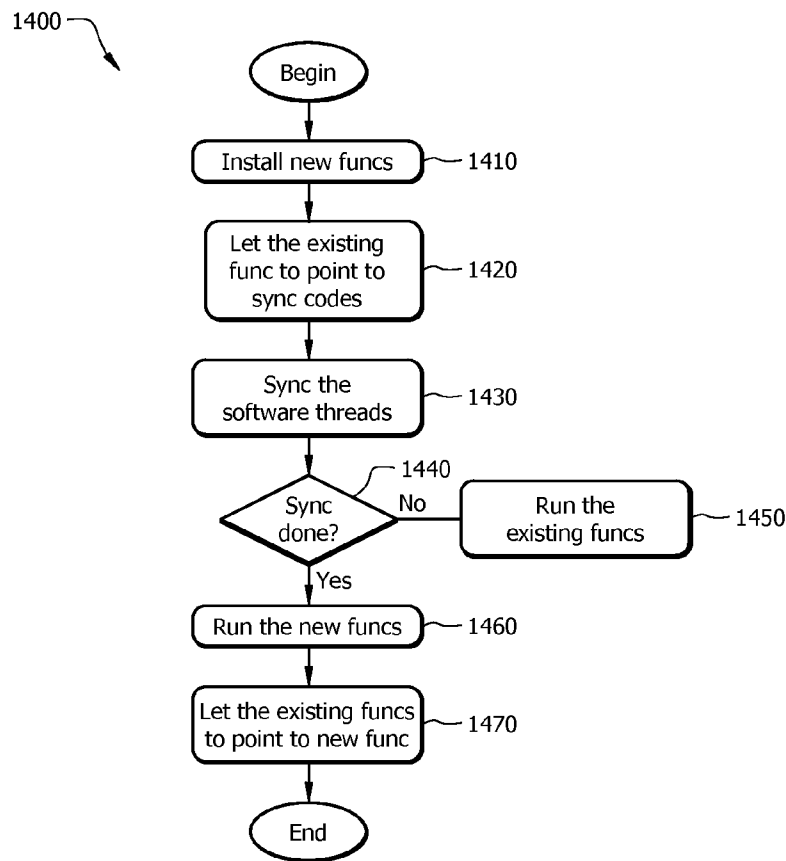 1400
Begin
Install new funcs
1410
Let the existing
func to point to
sync codes
1420
Sync the
software threads
1430
1440
Sync
done?
No
Run the
existing funcs
1450
Yes
Run the new funcs
1460
Let the existing funcs
to point to new func
1470
End